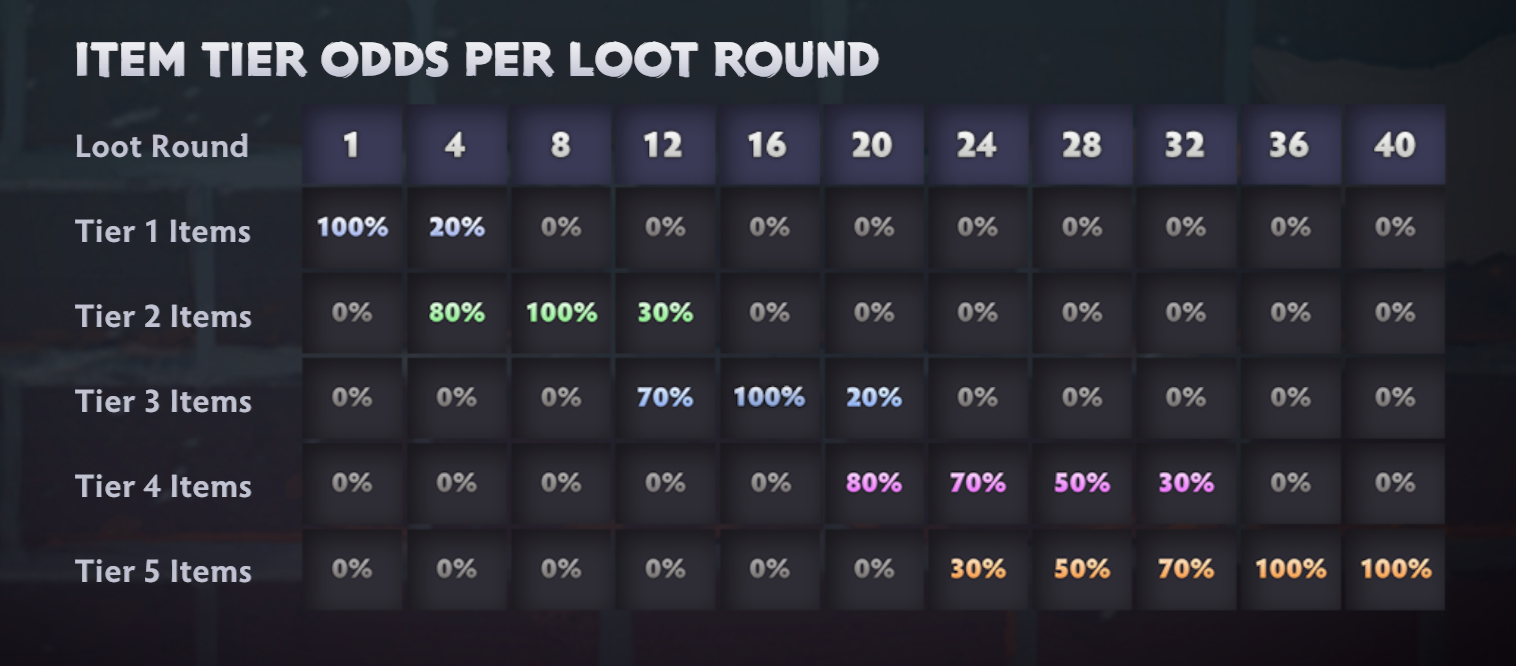 ITEM TIER ODDS PER LOOT ROUND
Loot Round 1 4 8 12 16 20 24 28 32 36 40
Tier 1 Items 100% 20% 0% 0% 0% 0% 0% 0% 0% 0% 0%
Tier 2 Items 0% 80% 100% 30% 0% 0% 0% 0% 0% 0% 0%
Tier 3 Items 0% 0% 0% 70% 100% 20% 0% 0% 0% 0% 0%
Tier 4 Items 0% 0% 0% 0% 0% 80% 70% 50% 30% 0% 0%
Tier 5 Items 0% 0% 0% 0% 0% 0% 30% 50% 70% 100% 100%